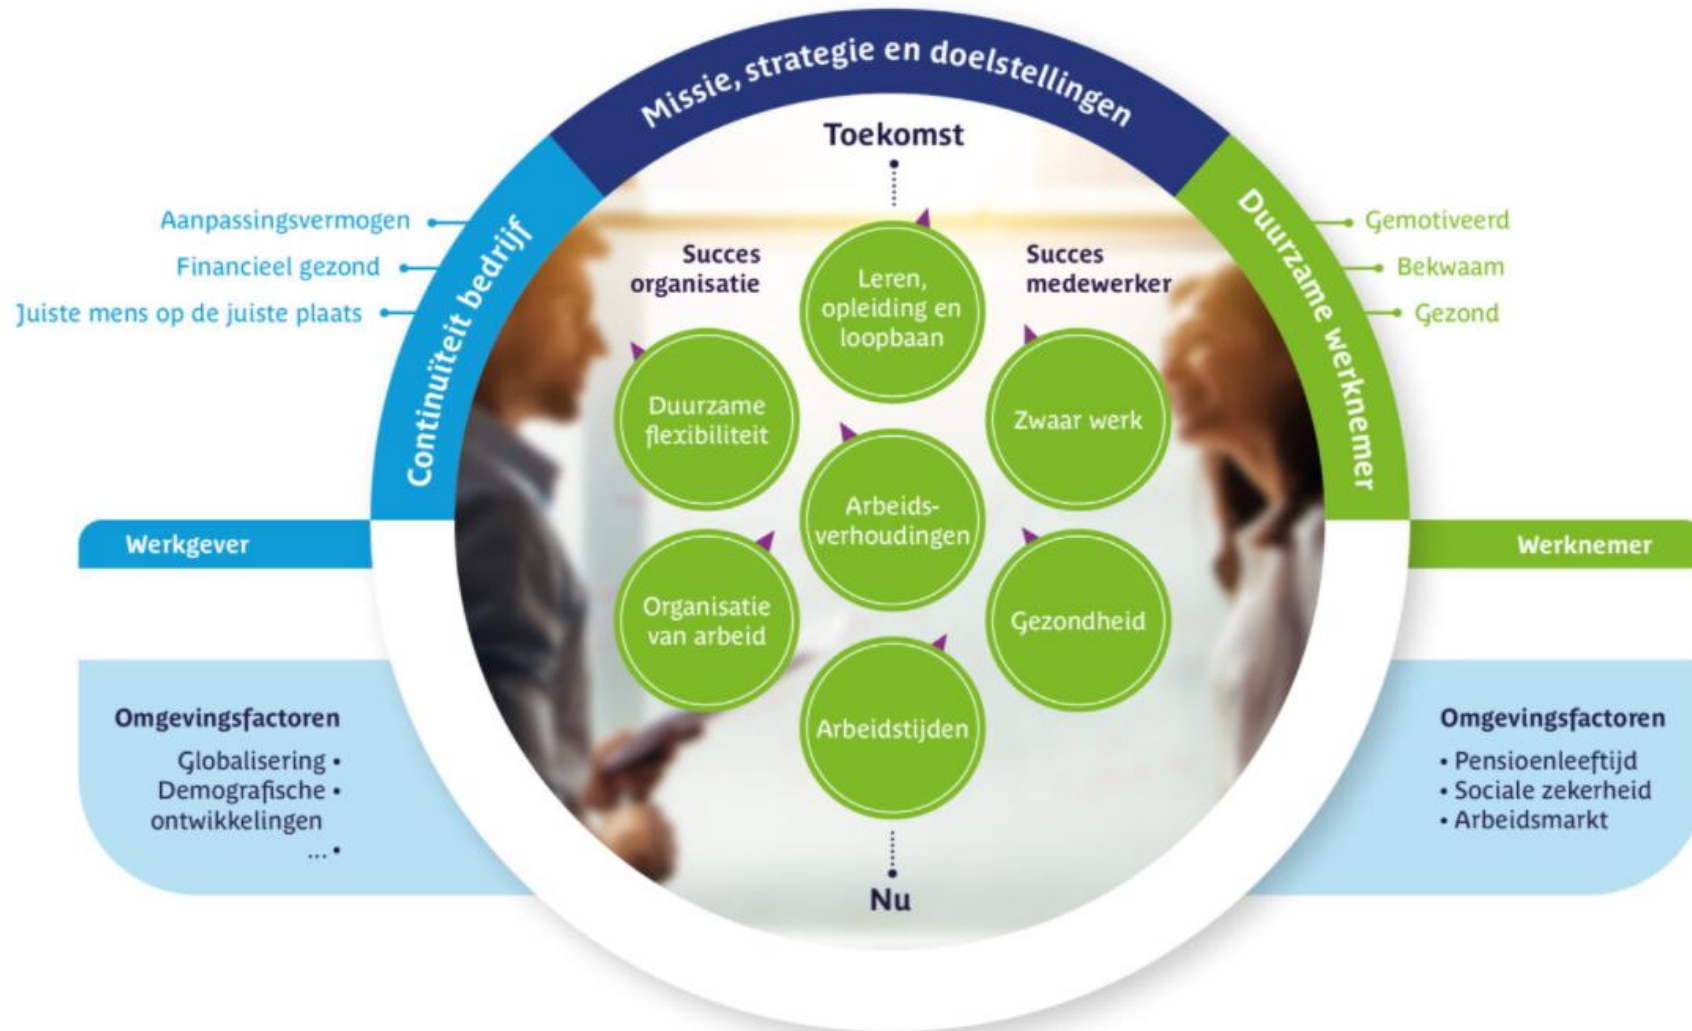 Missie, strategie en doelstellingen
Toekomst
Continuïteit bedrijf
Aanpassingsvermogen
Financieel gezond
Juiste mens op de juiste plaats
Duurzame werknemer
Gemotiveerd
Bekwaam
Gezond
Succes
organisatie
Succes
medewerker
Leren,
opleiding en
loopbaan
Duurzame
flexibiliteit
Zwaar werk
Arbeids-
verhoudingen
Organisatie
van arbeid
Gezondheid
Arbeidstijden
Nu
Werkgever
Omgevingsfactoren
Globalisering •
Demografische •
ontwikkelingen
... •
Werknemer
Omgevingsfactoren
• Pensioenleeftijd
• Sociale zekerheid
• Arbeidsmarkt